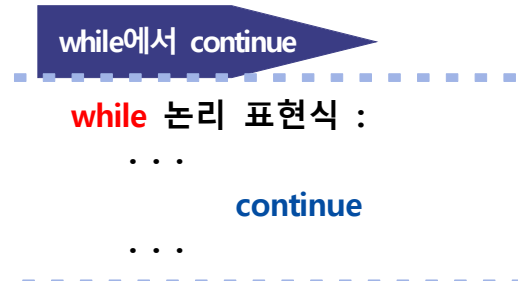 while에서 continue
while 논리 표현식 :
. . .
continue
. . .